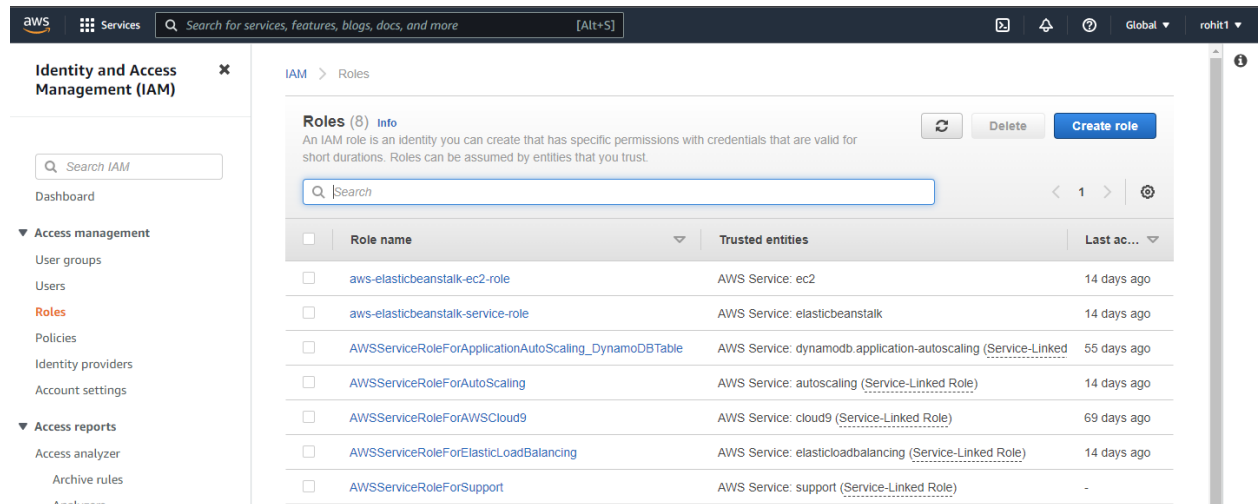 aws
Services
Search for services, features, blogs, docs, and more [Alt+S]
Global ▼
rohit1 ▼
Identity and Access
Management (IAM)
Search IAM
Dashboard
Access management
User groups
Users
Roles
Policies
Identity providers
Account settings
Access reports
Access analyzer
Archive rules
IAM > Roles
Roles (8) Info
An IAM role is an identity you can create that has specific permissions with credentials that are valid for
short durations. Roles can be assumed by entities that you trust.
Delete
Create role
Search
< 1 >
Role name Trusted entities Last ac...
aws-elasticbeanstalk-ec2-role AWS Service: ec2 14 days ago
aws-elasticbeanstalk-service-role AWS Service: elasticbeanstalk 14 days ago
AWSServiceRoleForApplicationAutoScaling_DynamoDBTable AWS Service: dynamodb.application-autoscaling (Service-Linked 55 days ago
AWSServiceRoleForAutoScaling AWS Service: autoscaling (Service-Linked Role) 14 days ago
AWSServiceRoleForAWSCloud9 AWS Service: cloud9 (Service-Linked Role) 69 days ago
AWSServiceRoleForElasticLoadBalancing AWS Service: elasticloadbalancing (Service-Linked Role) 14 days ago
AWSServiceRoleForSupport AWS Service: support (Service-Linked Role) -